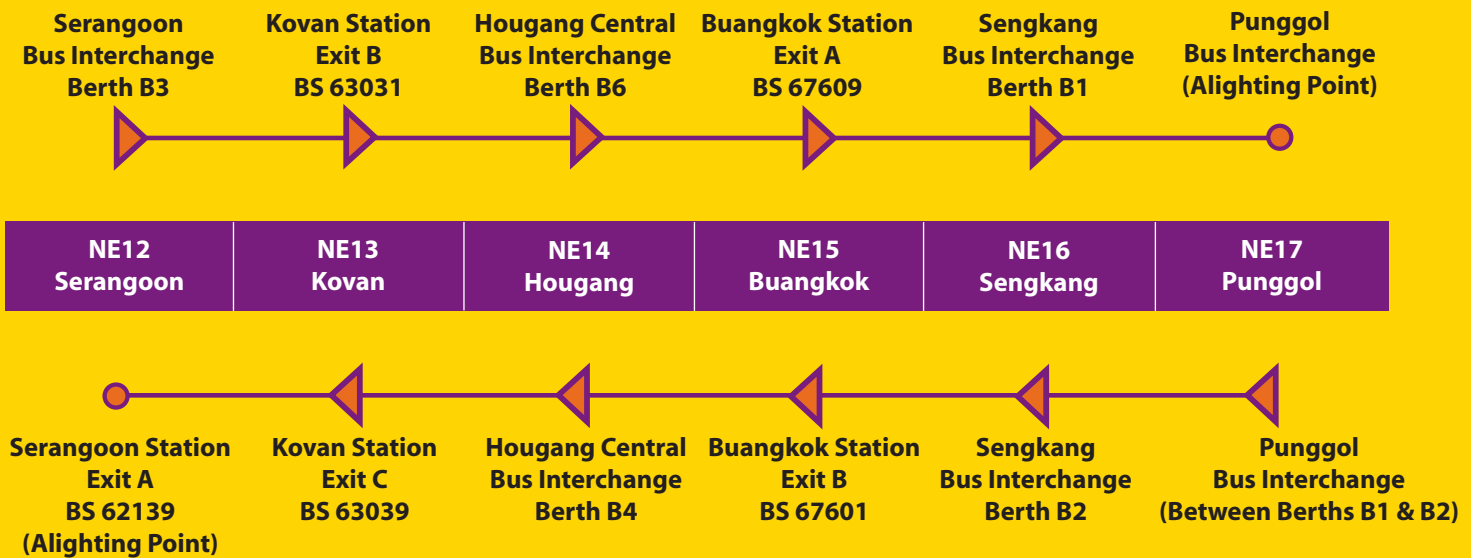 Serangoon
Bus Interchange
Berth B3
Kovan Station
Exit B
BS 63031
Hougang Central
Bus Interchange
Berth B6
Buangkok Station
Exit A
BS 67609
Sengkang
Bus Interchange
Berth B1
Punggol
Bus Interchange
(Alighting Point)
NE12
Serangoon
NE13
Kovan
NE14
Hougang
NE15
Buangkok
NE16
Sengkang
NE17
Punggol
Serangoon Station
Exit A
BS 62139
(Alighting Point)
Kovan Station
Exit C
BS 63039
Hougang Central
Bus Interchange
Berth B4
Buangkok Station
Exit B
BS 67601
Sengkang
Bus Interchange
Berth B2
Punggol
Bus Interchange
(Between Berths B1 & B2)